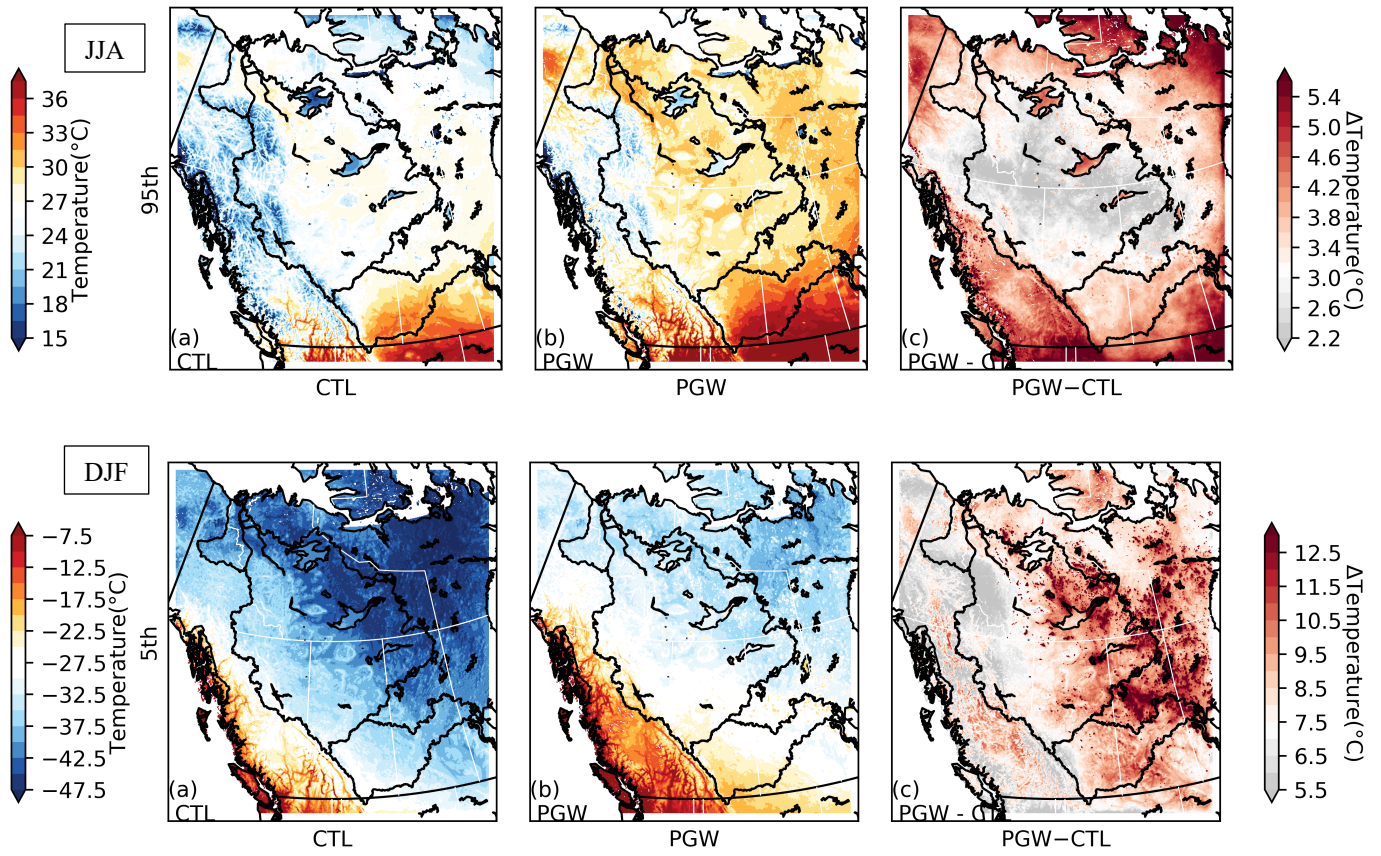 JJA
36
33
30
27
24
21
18
15
Temperature(°C)
95th
(a)
CTL
CTL
(b)
PGW
PGW
(c)
PGW - CTL
PGW−CTL
5.4
5.0
4.6
4.2
3.8
3.4
3.0
2.6
2.2
ΔTemperature(°C)
DJF
−7.5
−12.5
−17.5
−22.5
−27.5
−32.5
−37.5
−42.5
−47.5
Temperature(°C)
5th
(a)
CTL
CTL
(b)
PGW
PGW
(c)
PGW - CTL
PGW−CTL
12.5
11.5
10.5
9.5
8.5
7.5
6.5
5.5
ΔTemperature(°C)